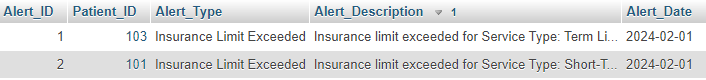 Alert_ID Patient_ID Alert_Type Alert_Description 1 Alert_Date
1 103 Insurance Limit Exceeded Insurance limit exceeded for Service Type: Term Li... 2024-02-01
2 101 Insurance Limit Exceeded Insurance limit exceeded for Service Type: Short-T... 2024-02-01